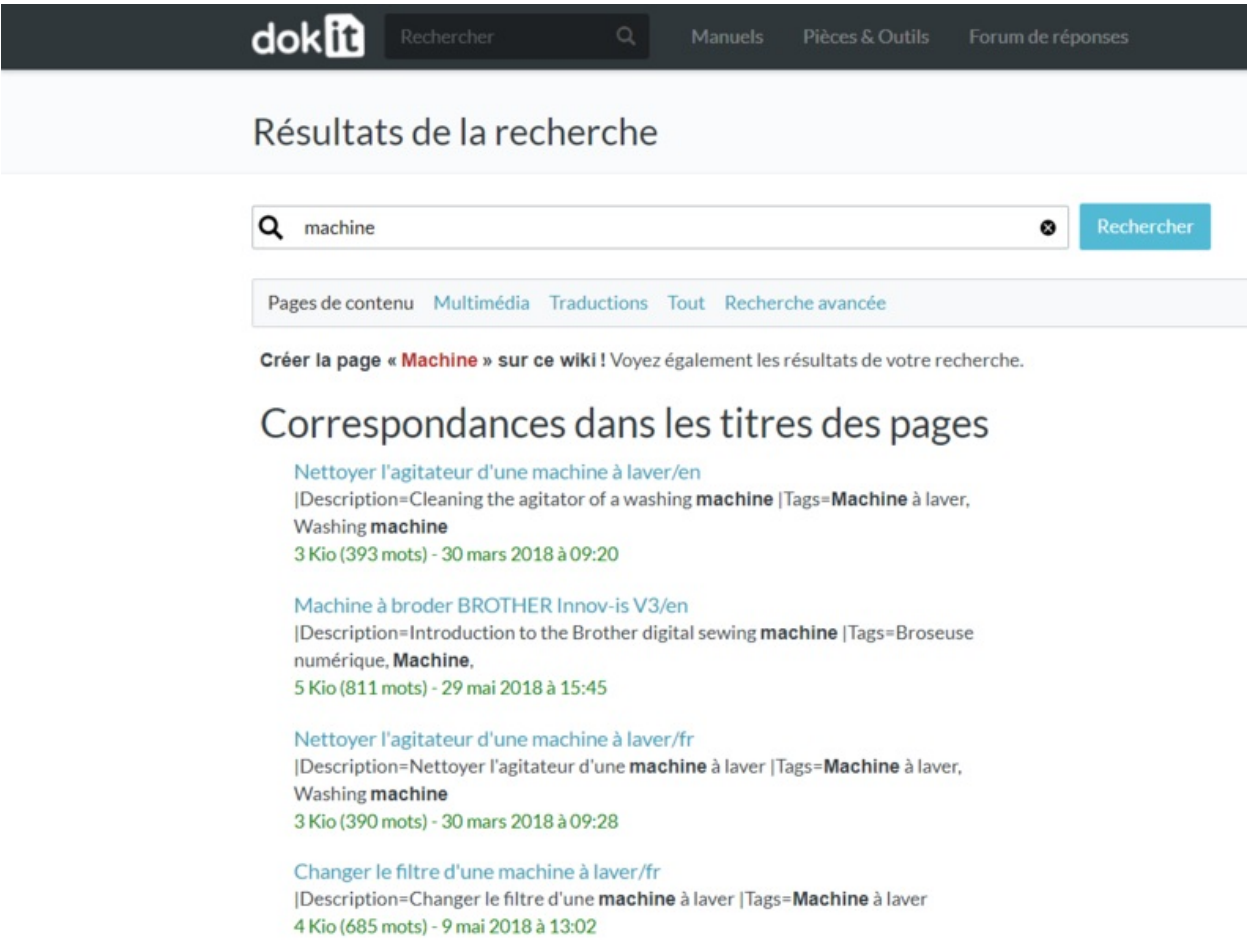 dokit Rechercher Manuels Pièces & Outils Forum de réponses
Résultats de la recherche
machine Rechercher
Pages de contenu Multimédia Traductions Tout Recherche avancée
Créer la page « Machine » sur ce wiki ! Voyez également les résultats de votre recherche.
Correspondances dans les titres des pages
Nettoyer l'agitateur d'une machine à laver/en
|Description=Cleaning the agitator of a washing machine |Tags=Machine à laver,
Washing machine
3 Kio (393 mots) - 30 mars 2018 à 09:20
Machine à broder BROTHER Innov-is V3/en
|Description=Introduction to the Brother digital sewing machine |Tags=Broseuse
numérique, Machine,
5 Kio (811 mots) - 29 mai 2018 à 15:45
Nettoyer l'agitateur d'une machine à laver/fr
|Description=Nettoyer l'agitateur d'une machine à laver |Tags=Machine à laver,
Washing machine
3 Kio (390 mots) - 30 mars 2018 à 09:28
Changer le filtre d'une machine à laver/fr
|Description=Changer le filtre d'une machine à laver |Tags=Machine à laver
4 Kio (685 mots) - 9 mai 2018 à 13:02